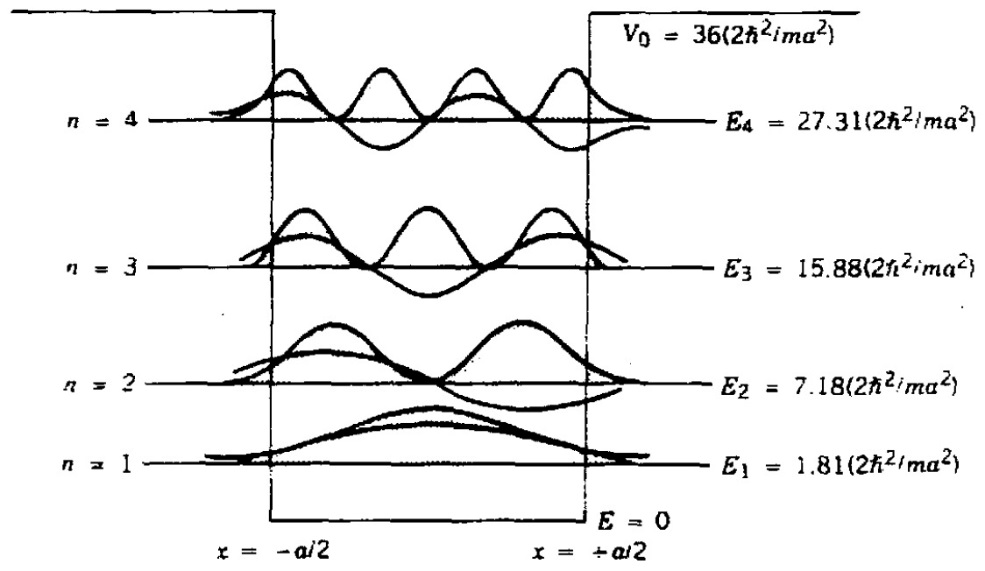 V₀ = 36(2ħ²/ma²)
n = 4 E₄ = 27.31(2ħ²/ma²)
n = 3 E₃ = 15.88(2ħ²/ma²)
n = 2 E₂ = 7.18(2ħ²/ma²)
n = 1 E₁ = 1.81(2ħ²/ma²)
E = 0
x = -a/2 x = +a/2